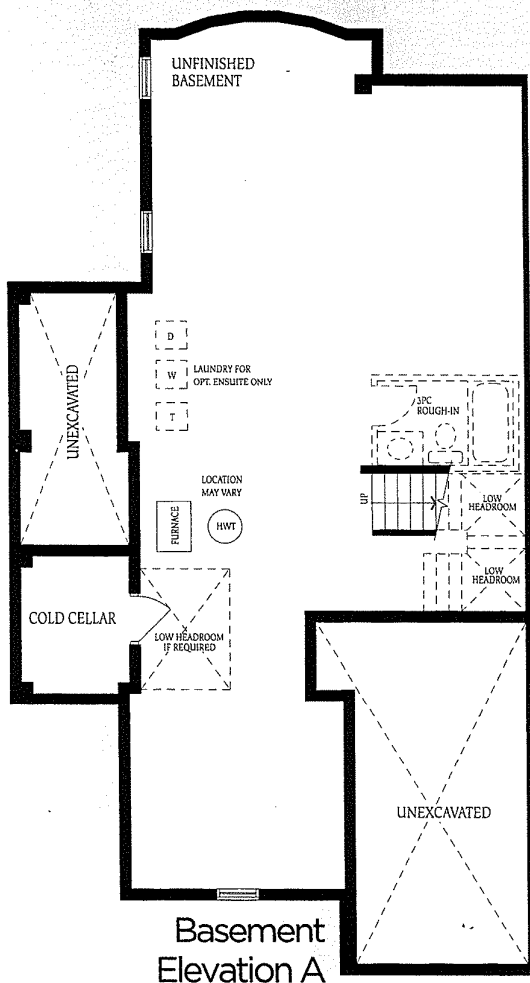 UNFINISHED
BASEMENT
UNEXCAVATED
D
W
T
LAUNDRY FOR
OPT. ENSUITE ONLY
3PC
ROUGH-IN
LOCATION
MAY VARY
FURNACE
HWT
UP
LOW
HEADROOM
LOW
HEADROOM
COLD CELLAR
LOW HEADROOM
IF REQUIRED
UNEXCAVATED
Basement
Elevation A